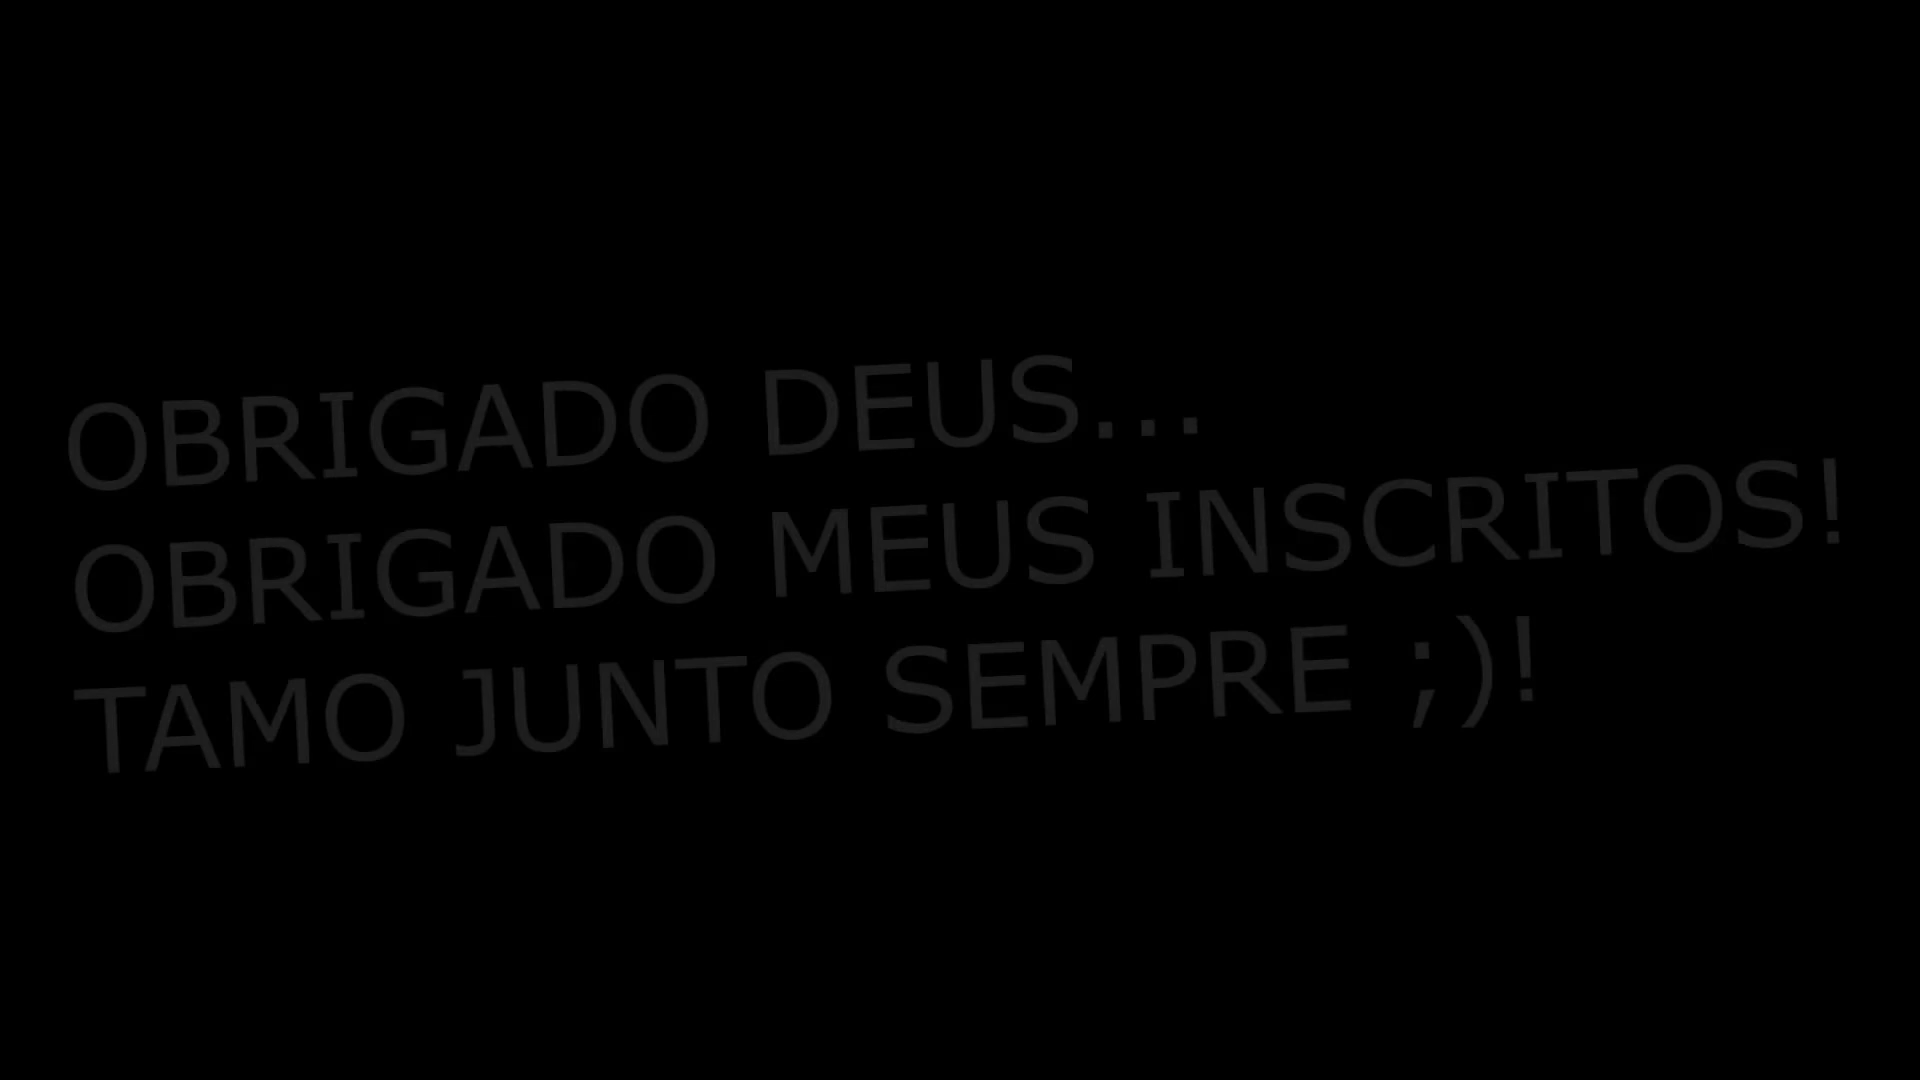 OBRIGADO DEUS...
OBRIGADO MEUS INSCRITOS!
TAMO JUNTO SEMPRE ;)!